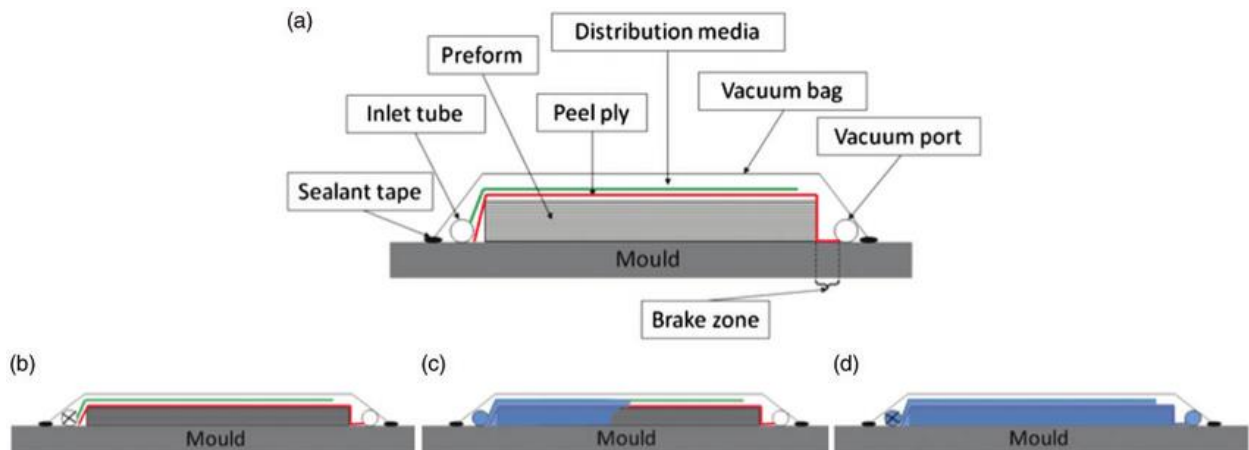 (a)
Distribution media
Preform
Vacuum bag
Inlet tube
Peel ply
Vacuum port
Sealant tape
Mould
Brake zone
(b)
(c)
(d)
Mould
Mould
Mould